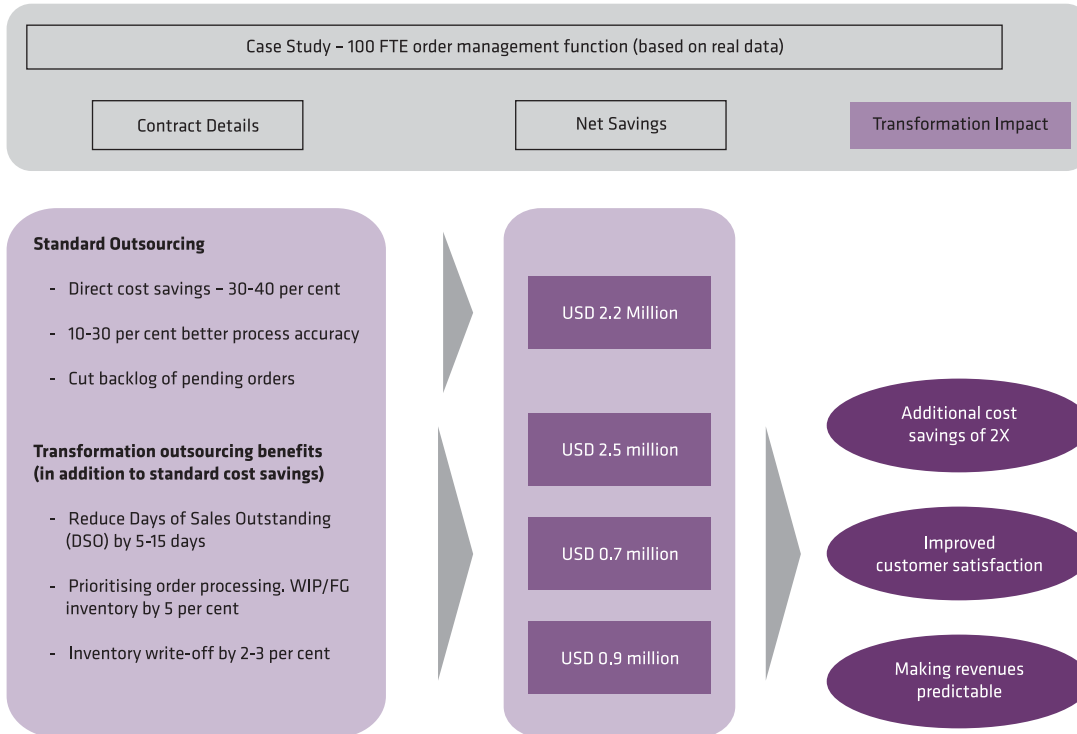 Case Study – 100 FTE order management function (based on real data)
Contract Details
Net Savings
Transformation Impact
Standard Outsourcing
- Direct cost savings – 30-40 per cent
- 10-30 per cent better process accuracy
- Cut backlog of pending orders
Transformation outsourcing benefits
(in addition to standard cost savings)
- Reduce Days of Sales Outstanding
(DSO) by 5-15 days
- Prioritising order processing. WIP/FG
inventory by 5 per cent
- Inventory write-off by 2-3 per cent
USD 2.2 Million
USD 2.5 million
USD 0.7 million
USD 0.9 million
Additional cost
savings of 2X
Improved
customer satisfaction
Making revenues
predictable